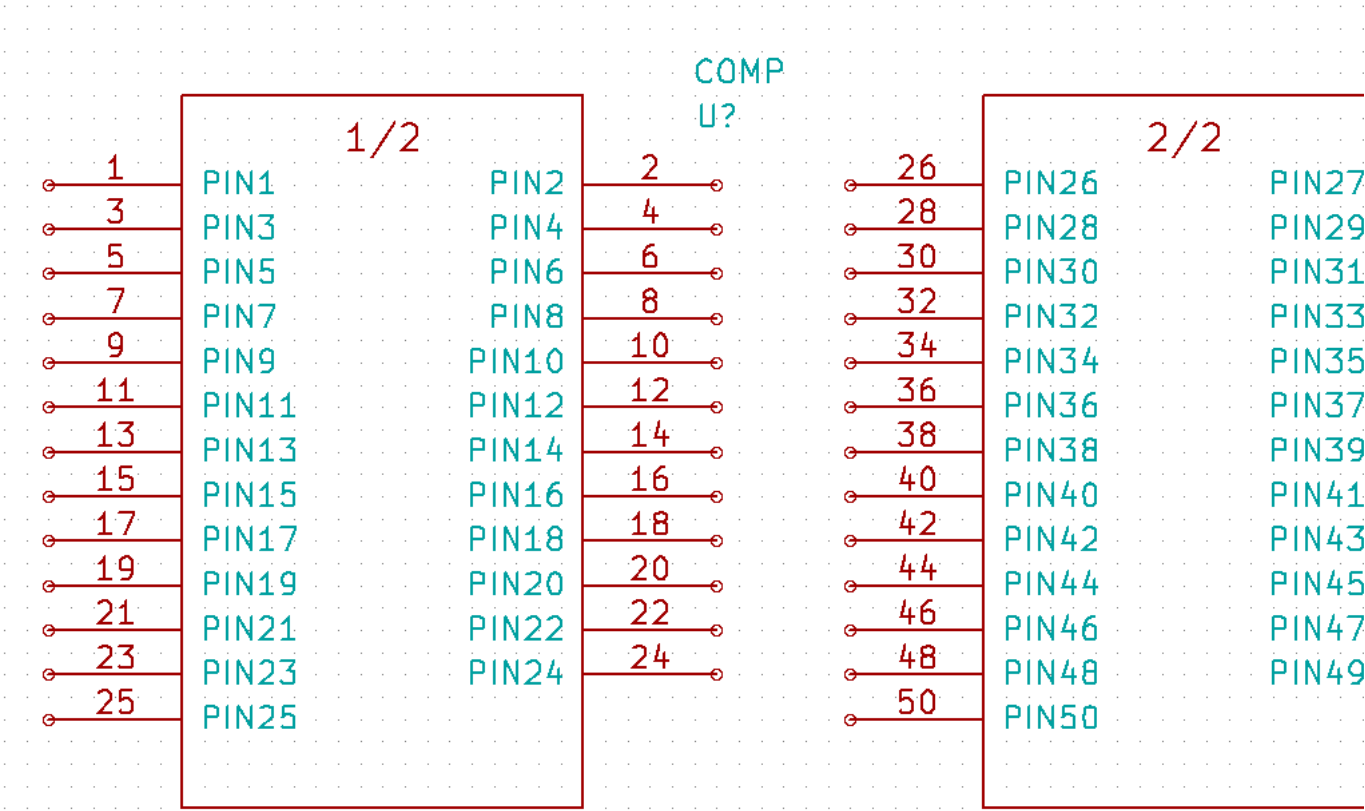 COMP
U?
1/2
1 PIN1 PIN2 2
3 PIN3 PIN4 4
5 PIN5 PIN6 6
7 PIN7 PIN8 8
9 PIN9 PIN10 10
11 PIN11 PIN12 12
13 PIN13 PIN14 14
15 PIN15 PIN16 16
17 PIN17 PIN18 18
19 PIN19 PIN20 20
21 PIN21 PIN22 22
23 PIN23 PIN24 24
25 PIN25
2/2
26 PIN26 PIN27
28 PIN28 PIN29
30 PIN30 PIN31
32 PIN32 PIN33
34 PIN34 PIN35
36 PIN36 PIN37
38 PIN38 PIN39
40 PIN40 PIN41
42 PIN42 PIN43
44 PIN44 PIN45
46 PIN46 PIN47
48 PIN48 PIN49
50 PIN50